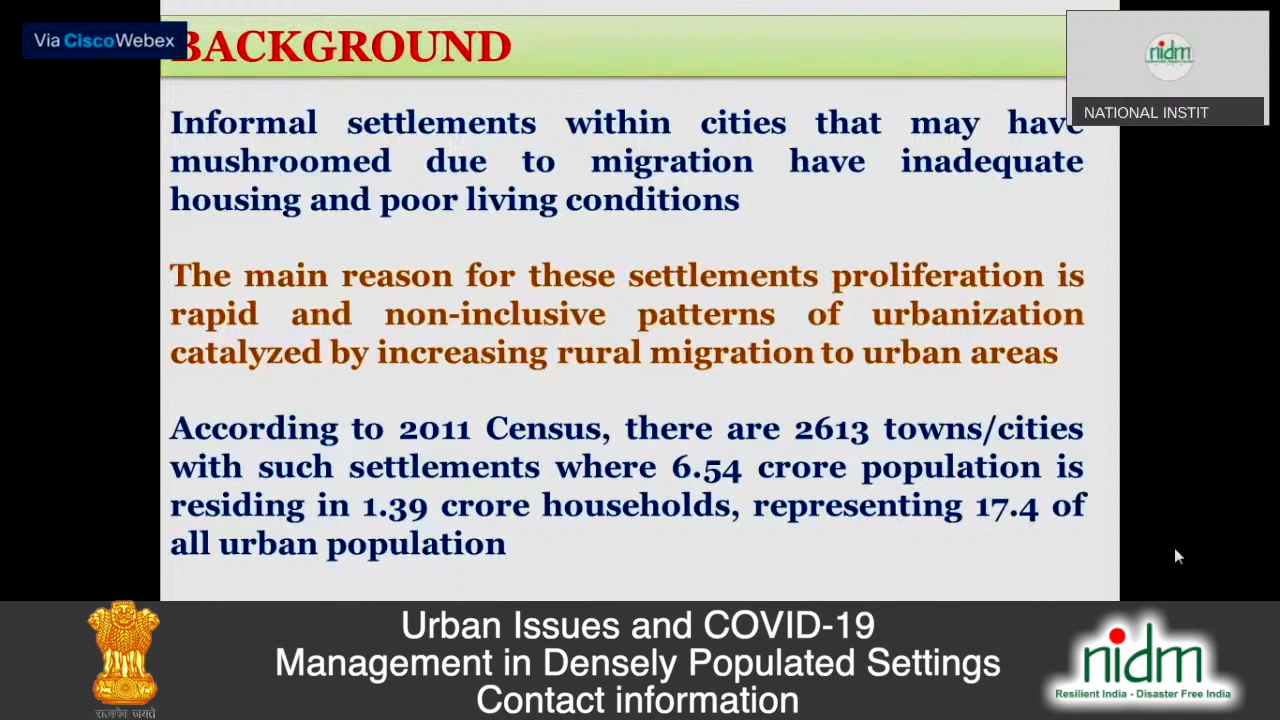 Via CiscoWebex
BACKGROUND
nidm
NATIONAL INSTIT
Informal settlements within cities that may have
mushroomed due to migration have inadequate
housing and poor living conditions
The main reason for these settlements proliferation is
rapid and non-inclusive patterns of urbanization
catalyzed by increasing rural migration to urban areas
According to 2011 Census, there are 2613 towns/cities
with such settlements where 6.54 crore population is
residing in 1.39 crore households, representing 17.4 of
all urban population
Urban Issues and COVID-19
Management in Densely Populated Settings
Contact information
सत्यमेव जयते
nidm
Resilient India - Disaster Free India